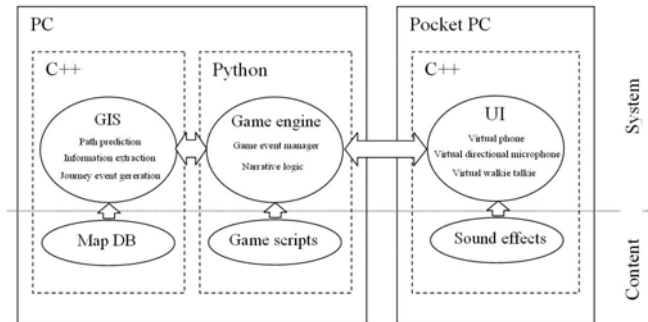 PC
Pocket PC
C++
Python
C++
GIS
Path prediction
Information extraction
Journey event gereration
Game engine
Game event manager
Narrative logic
UI
Virtual phone
Virtual directional microphone
Virtual walkie talkie
System
Map DB
Game scripts
Sound effects
Content